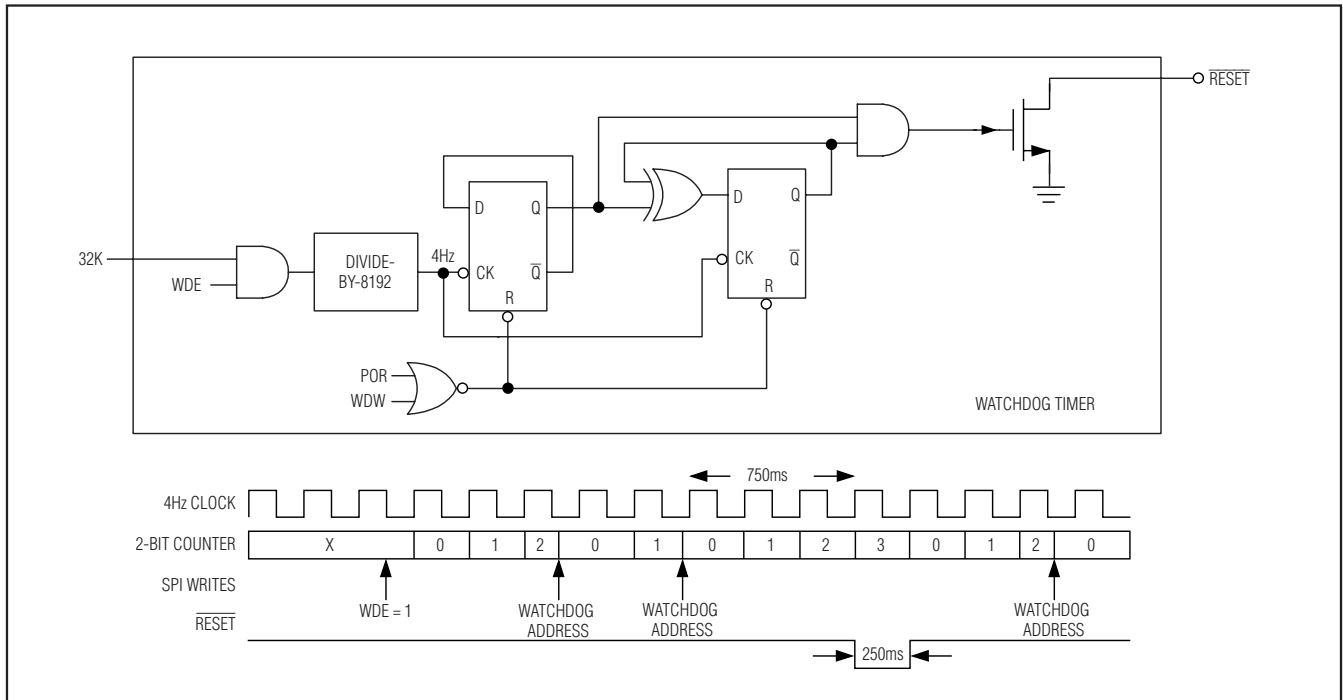 R̅E̅S̅E̅T̅
D
Q
D
Q
32K
DIVIDE-
BY-8192
4Hz
CK
Q̅
CK
Q̅
WDE
R
R
POR
WDW
WATCHDOG TIMER
750ms
4Hz CLOCK
2-BIT COUNTER
X 0 1 2 0 1 0 1 2 3 0 1 2 0
SPI WRITES
WDE = 1
WATCHDOG
ADDRESS
WATCHDOG
ADDRESS
WATCHDOG
ADDRESS
R̅E̅S̅E̅T̅
250ms